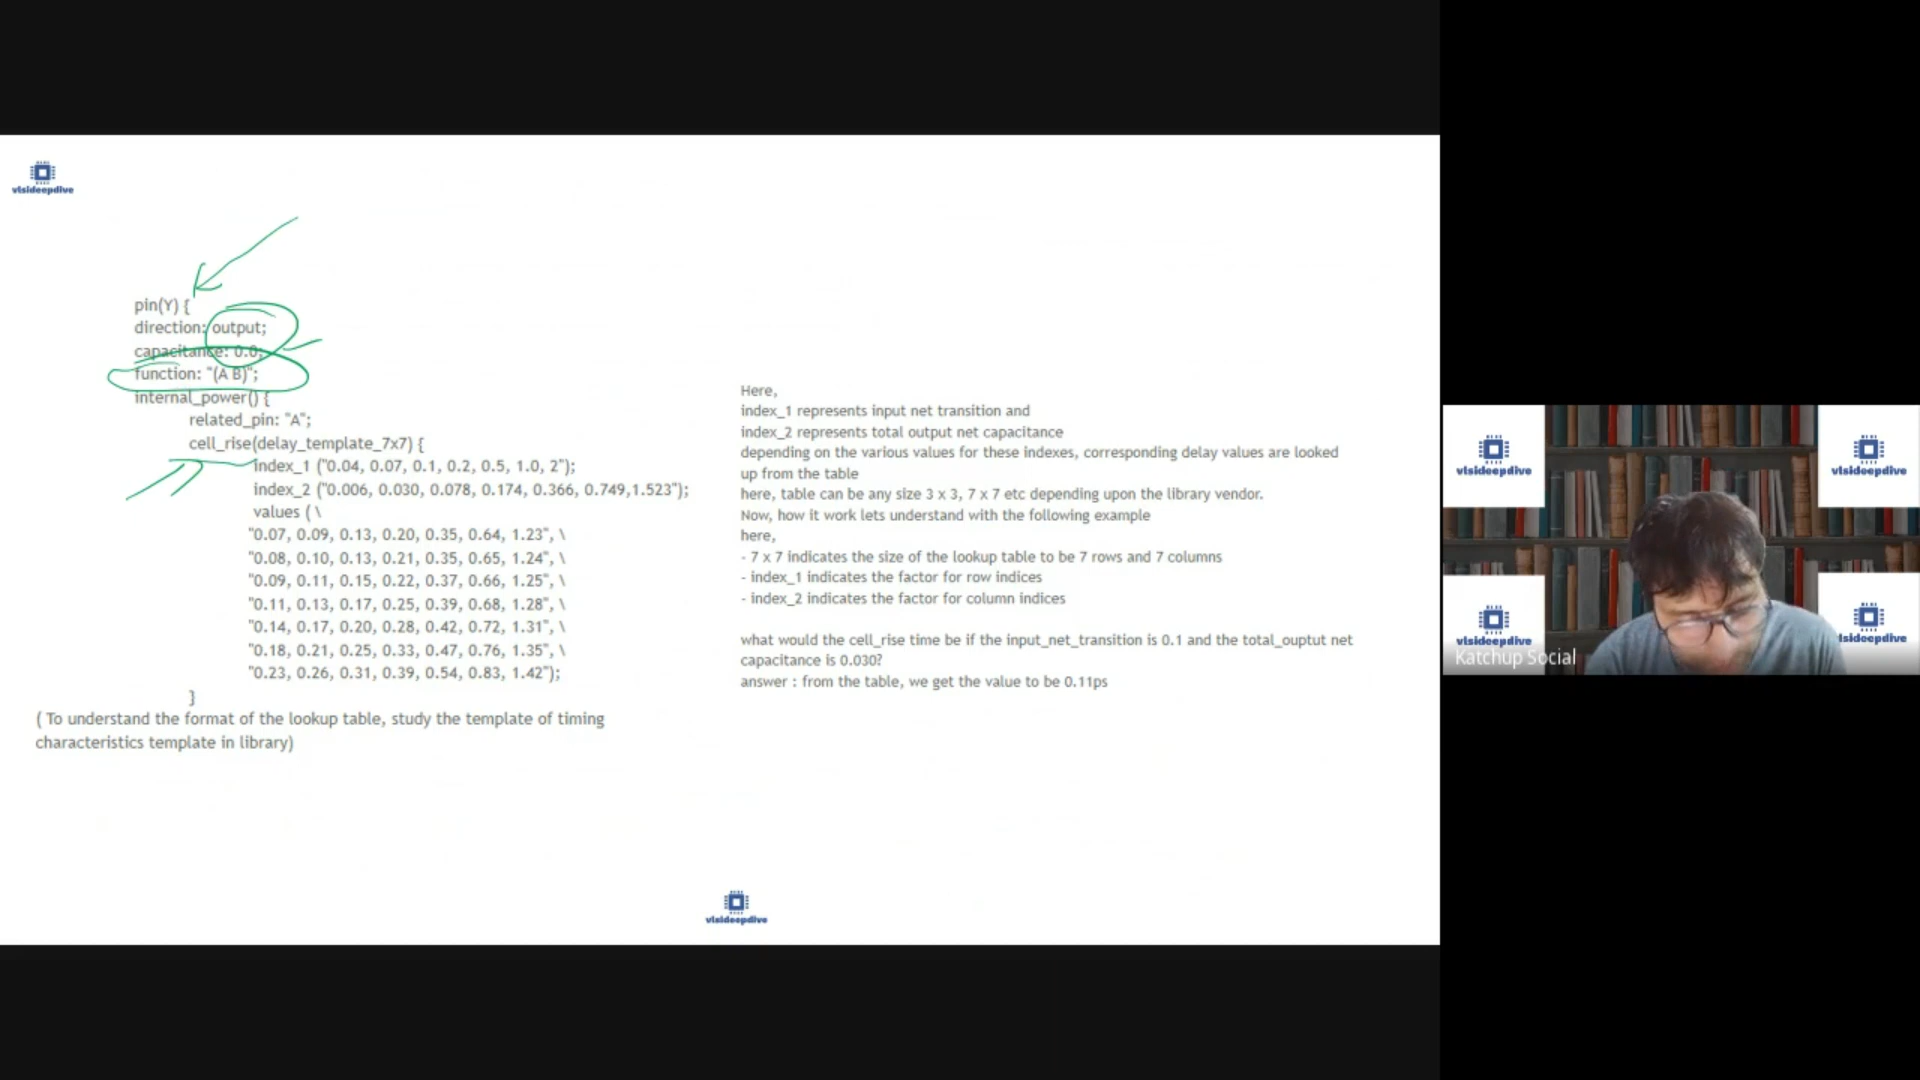 vlsideepdive
pin(Y) {
direction: output;
capacitance: 0.0;
function: "(A B)";
internal_power() {
related_pin: "A";
cell_rise(delay_template_7x7) {
index_1 ("0.04, 0.07, 0.1, 0.2, 0.5, 1.0, 2");
index_2 ("0.006, 0.030, 0.078, 0.174, 0.366, 0.749,1.523");
values ( \
"0.07, 0.09, 0.13, 0.20, 0.35, 0.64, 1.23", \
"0.08, 0.10, 0.13, 0.21, 0.35, 0.65, 1.24", \
"0.09, 0.11, 0.15, 0.22, 0.37, 0.66, 1.25", \
"0.11, 0.13, 0.17, 0.25, 0.39, 0.68, 1.28", \
"0.14, 0.17, 0.20, 0.28, 0.42, 0.72, 1.31", \
"0.18, 0.21, 0.25, 0.33, 0.47, 0.76, 1.35", \
"0.23, 0.26, 0.31, 0.39, 0.54, 0.83, 1.42");
}
( To understand the format of the lookup table, study the template of timing
characteristics template in library)
Here,
index_1 represents input net transition and
index_2 represents total output net capacitance
depending on the various values for these indexes, corresponding delay values are looked
up from the table
here, table can be any size 3 x 3, 7 x 7 etc depending upon the library vendor.
Now, how it work lets understand with the following example
here,
- 7 x 7 indicates the size of the lookup table to be 7 rows and 7 columns
- index_1 indicates the factor for row indices
- index_2 indicates the factor for column indices
what would the cell_rise time be if the input_net_transition is 0.1 and the total_ouptut net
capacitance is 0.030?
answer : from the table, we get the value to be 0.11ps
vlsideepdive
vlsideepdive
vlsideepdive
vlsideepdive
vlsideepdive
Katchup Social